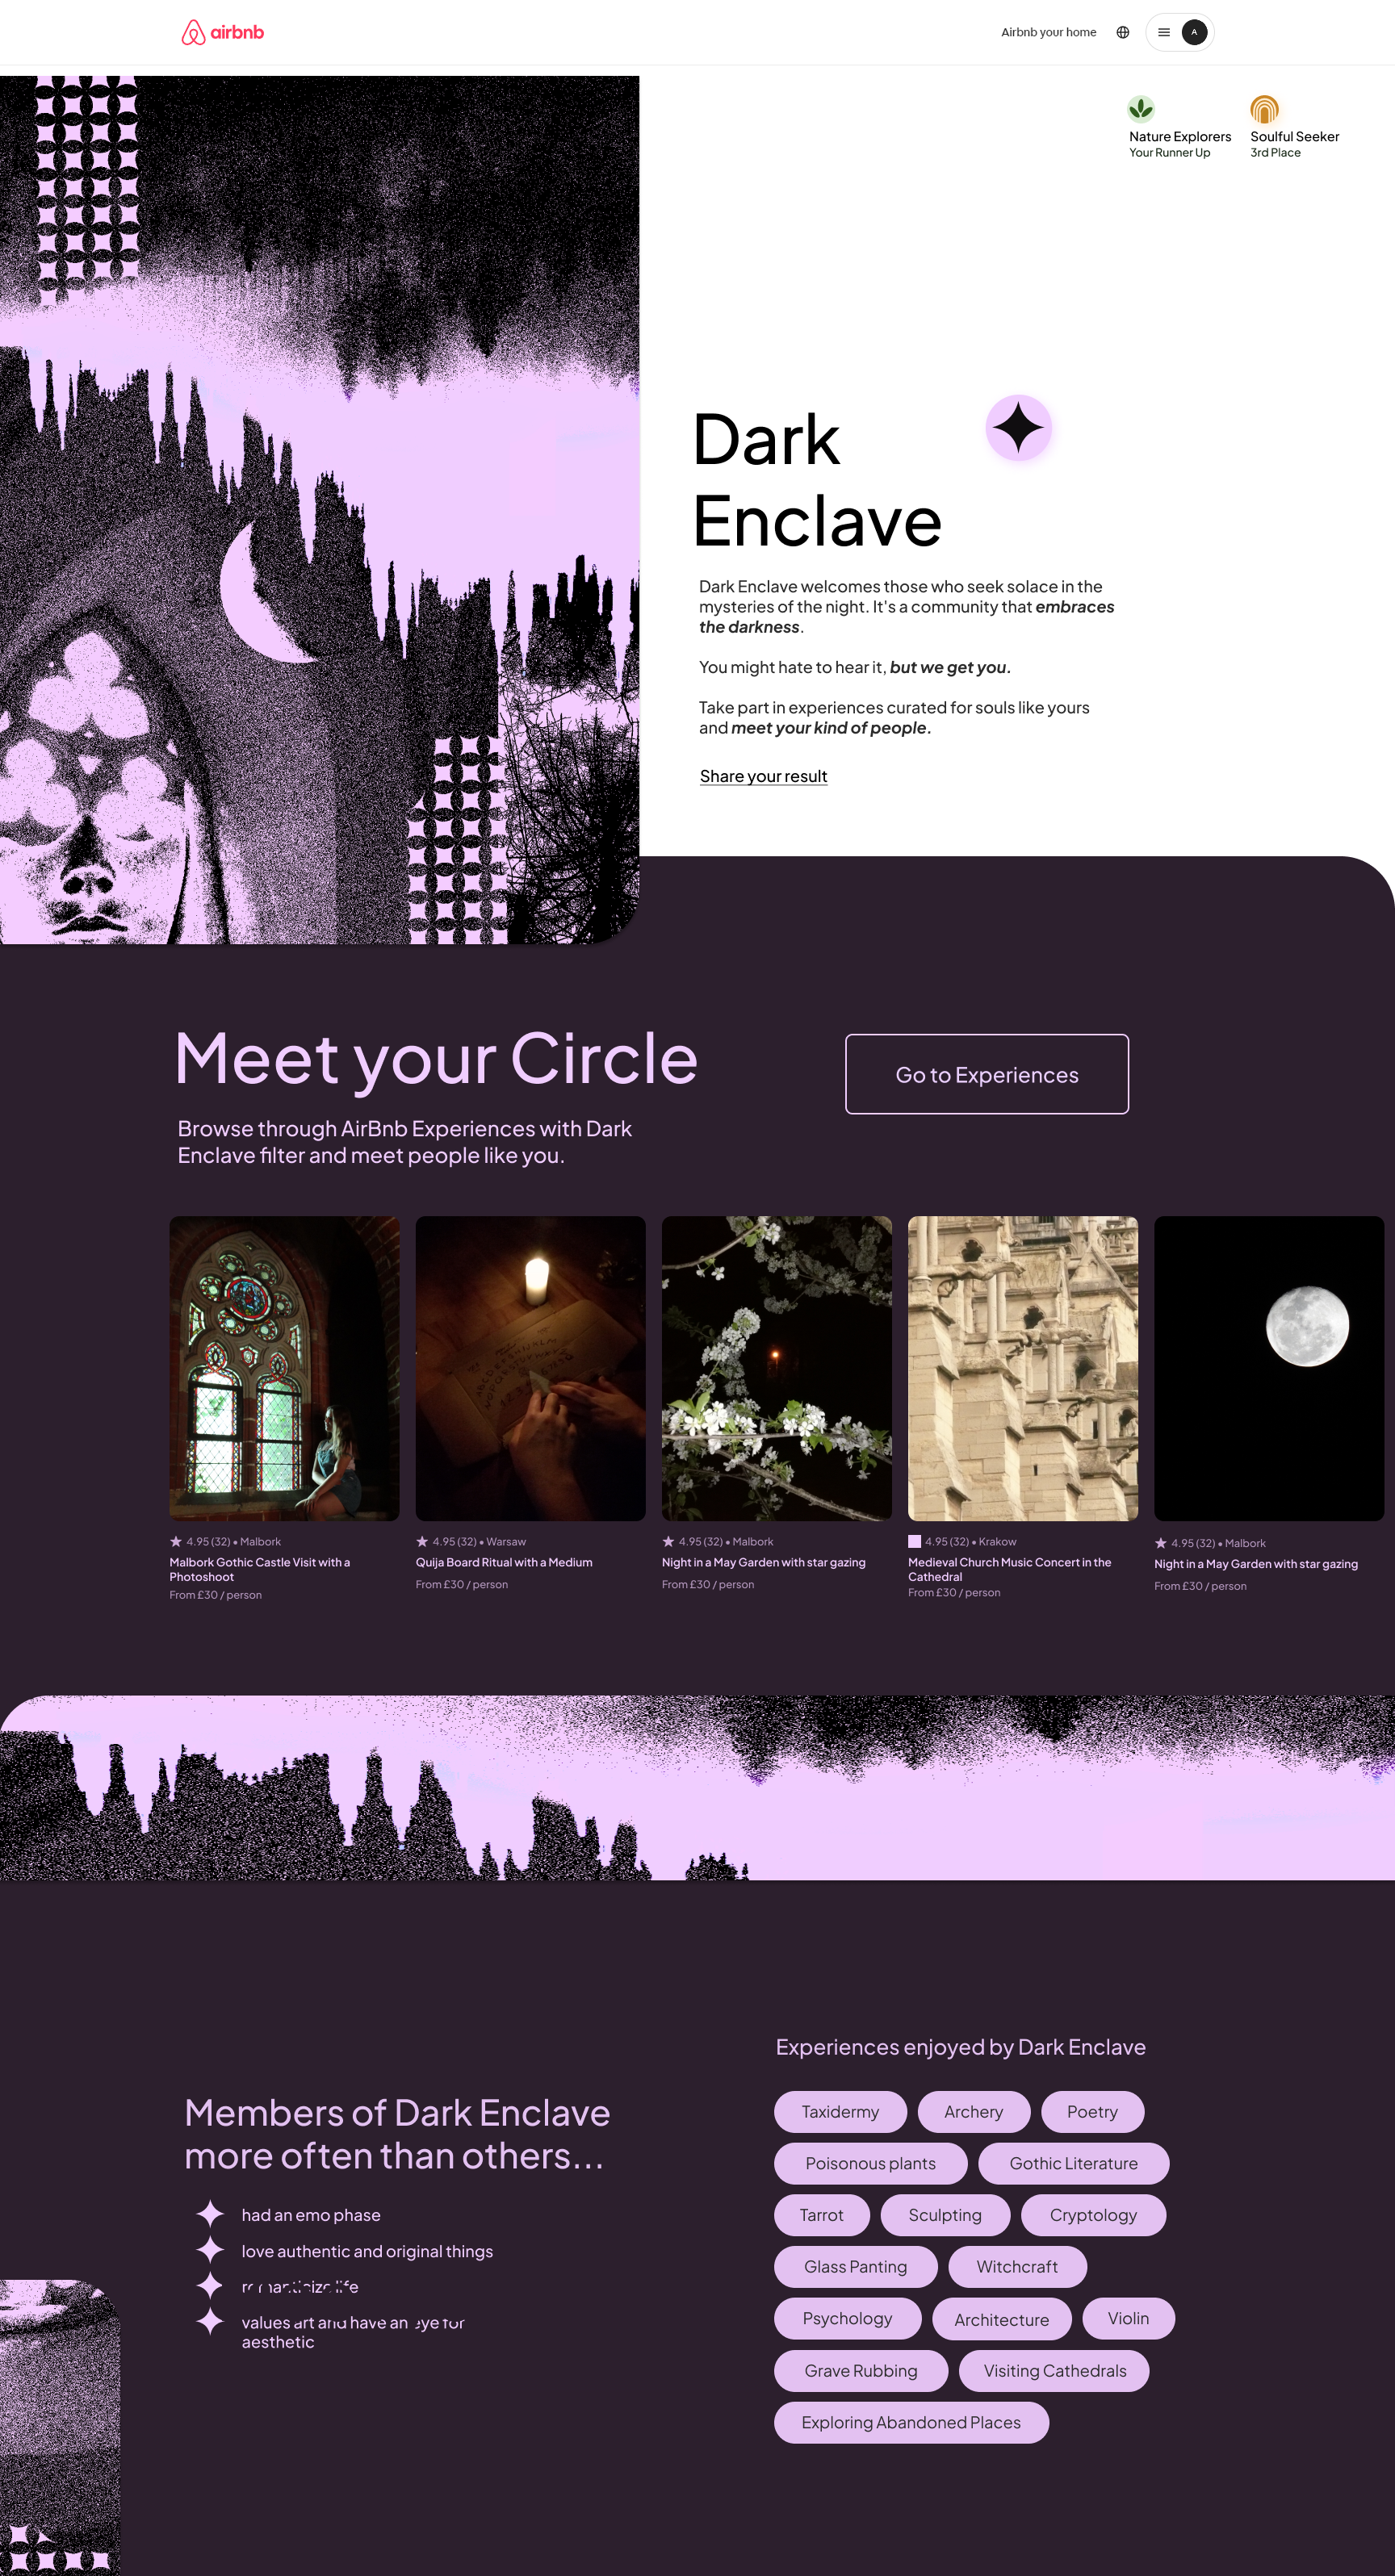 airbnb
Airbnb your home
A
Nature Explorers
Your Runner Up
Soulful Seeker
3rd Place
Dark
Enclave
Dark Enclave welcomes those who seek solace in the
mysteries of the night. It's a community that embraces
the darkness.
You might hate to hear it, but we get you.
Take part in experiences curated for souls like yours
and meet your kind of people.
Share your result
Meet your Circle
Go to Experiences
Browse through AirBnb Experiences with Dark
Enclave filter and meet people like you.
4.95 (32) • Malbork
Malbork Gothic Castle Visit with a
Photoshoot
From £30 / person
4.95 (32) • Warsaw
Quija Board Ritual with a Medium
From £30 / person
4.95 (32) • Malbork
Night in a May Garden with star gazing
From £30 / person
4.95 (32) • Krakow
Medieval Church Music Concert in the
Cathedral
From £30 / person
4.95 (32) • Malbork
Night in a May Garden with star gazing
From £30 / person
Members of Dark Enclave
more often than others...
had an emo phase
love authentic and original things
romanticize life
values art and have an eye for
aesthetic
Experiences enjoyed by Dark Enclave
Taxidermy
Archery
Poetry
Poisonous plants
Gothic Literature
Tarrot
Sculpting
Cryptology
Glass Panting
Witchcraft
Psychology
Architecture
Violin
Grave Rubbing
Visiting Cathedrals
Exploring Abandoned Places